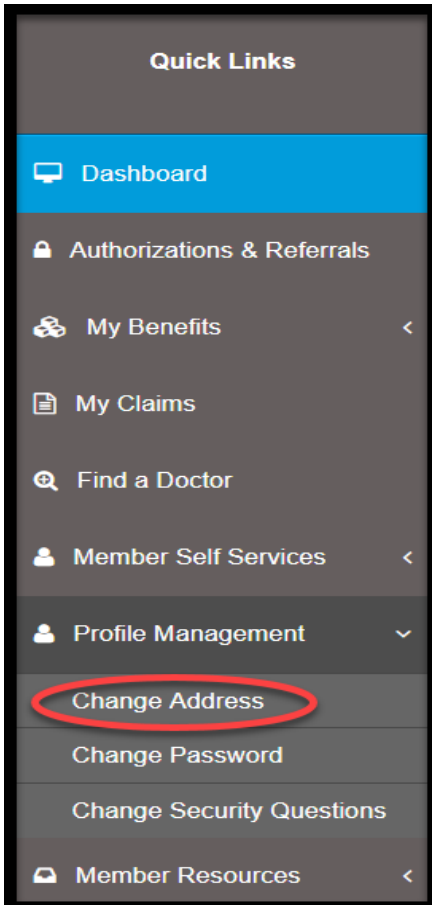 Quick Links
Dashboard
Authorizations & Referrals
My Benefits
My Claims
Find a Doctor
Member Self Services
Profile Management
Change Address
Change Password
Change Security Questions
Member Resources